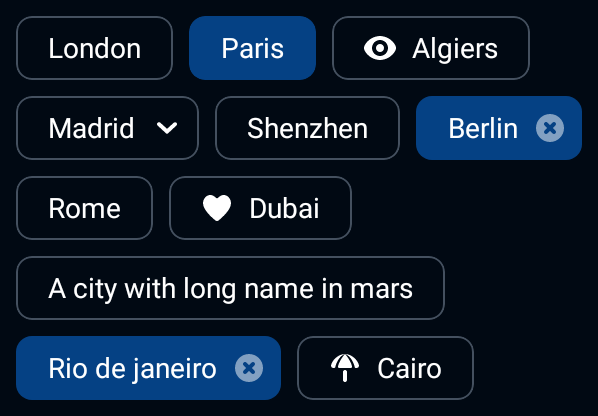 London Paris Algiers
Madrid Shenzhen Berlin
Rome Dubai
A city with long name in mars
Rio de janeiro Cairo